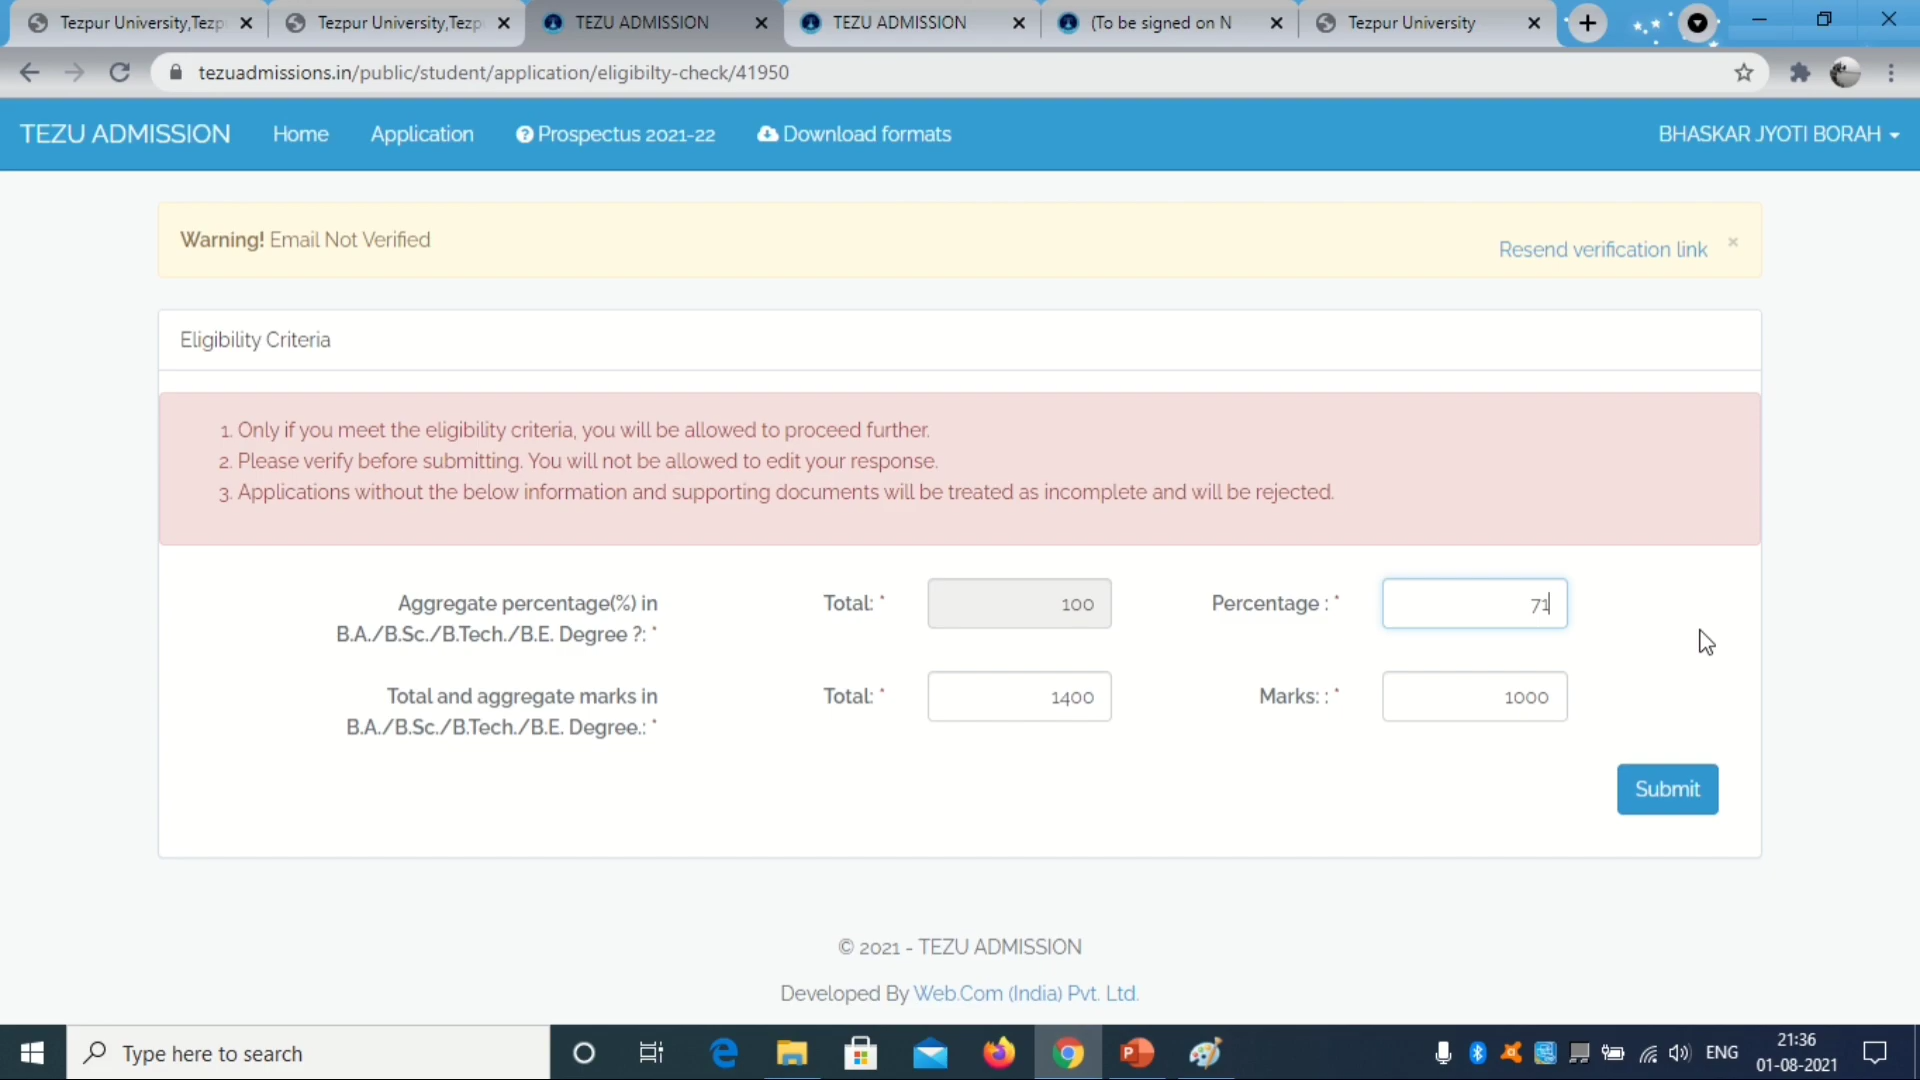 Tezpur University,Tezp
Tezpur University,Tezp
TEZU ADMISSION
TEZU ADMISSION
(To be signed on N
Tezpur University
tezuadmissions.in/public/student/application/eligibilty-check/41950
TEZU ADMISSION
Home
Application
Prospectus 2021-22
Download formats
BHASKAR JYOTI BORAH
Warning! Email Not Verified
Resend verification link
Eligibility Criteria
1. Only if you meet the eligibility criteria, you will be allowed to proceed further.
2. Please verify before submitting. You will not be allowed to edit your response.
3. Applications without the below information and supporting documents will be treated as incomplete and will be rejected.
Aggregate percentage(%) in
B.A./B.Sc./B.Tech./B.E. Degree ?: *
Total: *
100
Percentage : *
71
Total and aggregate marks in
B.A./B.Sc./B.Tech./B.E. Degree.: *
Total: *
1400
Marks: : *
1000
Submit
© 2021 - TEZU ADMISSION
Developed By Web.Com (India) Pvt. Ltd.
Type here to search
ENG
21:36
01-08-2021